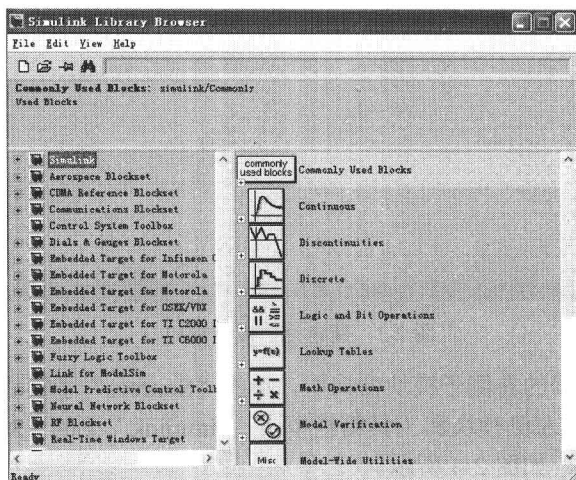 Simulink Library Browser
File Edit View Help
Commonly Used Blocks: simulink/Commonly
Used Blocks
Simulink
Aerospace Blockset
CDMA Reference Blockset
Communications Blockset
Control System Toolbox
Dials & Gauges Blockset
Embedded Target for Infineon C
Embedded Target for Motorola
Embedded Target for Motorola
Embedded Target for OSEK/VDX
Embedded Target for TI C2000 I
Embedded Target for TI C6000 I
Fuzzy Logic Toolbox
Link for ModelSim
Model Predictive Control Toolb
Neural Network Blockset
RF Blockset
Real-Time Windows Target
commonly
used blocks
Commonly Used Blocks
Continuous
Discontinuities
Discrete
&&
||
Logic and Bit Operations
y=f(u)
Lookup Tables
+ −
÷ ×
Math Operations
Model Verification
Misc
Model-Wide Utilities
Ready